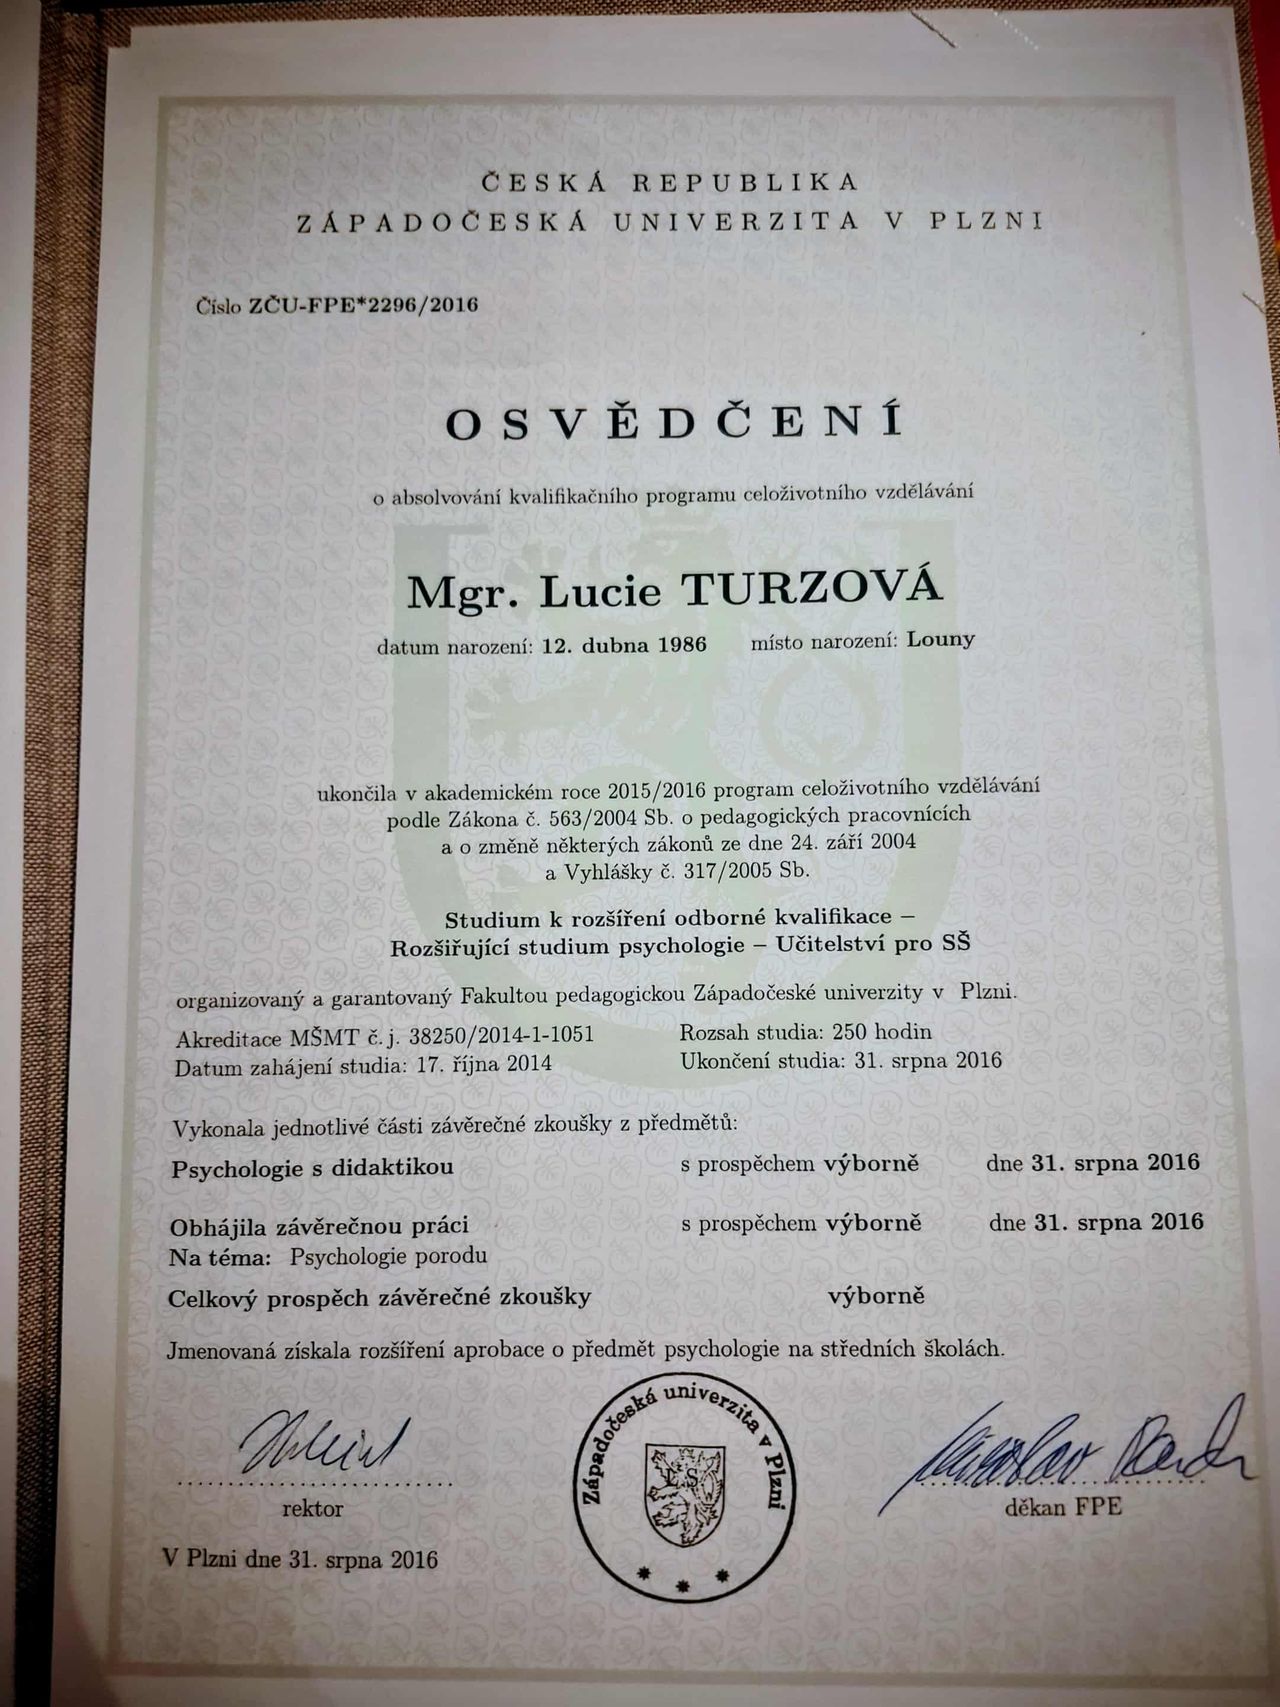 ČESKÁ REPUBLIKA
ZÁPADOČESKÁ UNIVERZITA V PLZNI
Číslo ZČU-FPE*2296/2016
OSVĚDČENÍ
o absolvování kvalifikačního programu celoživotního vzdělávání
Mgr. Lucie TURZOVÁ
datum narození: 12. dubna 1986 místo narození: Louny
ukončila v akademickém roce 2015/2016 program celoživotního vzdělávání
podle Zákona č. 563/2004 Sb. o pedagogických pracovnících
a o změně některých zákonů ze dne 24. září 2004
a Vyhlášky č. 317/2005 Sb.
Studium k rozšíření odborné kvalifikace –
Rozšiřující studium psychologie – Učitelství pro SŠ
organizovaný a garantovaný Fakultou pedagogickou Západočeské univerzity v Plzni.
Akreditace MŠMT č.j. 38250/2014-1-1051 Rozsah studia: 250 hodin
Datum zahájení studia: 17. října 2014 Ukončení studia: 31. srpna 2016
Vykonala jednotlivé části závěrečné zkoušky z předmětů:
Psychologie s didaktikou s prospěchem výborně dne 31. srpna 2016
Obhájila závěrečnou práci s prospěchem výborně dne 31. srpna 2016
Na téma: Psychologie porodu
Celkový prospěch závěrečné zkoušky výborně
Jmenovaná získala rozšíření aprobace o předmět psychologie na středních školách.
Západočeská univerzita v Plzni
rektor děkan FPE
V Plzni dne 31. srpna 2016